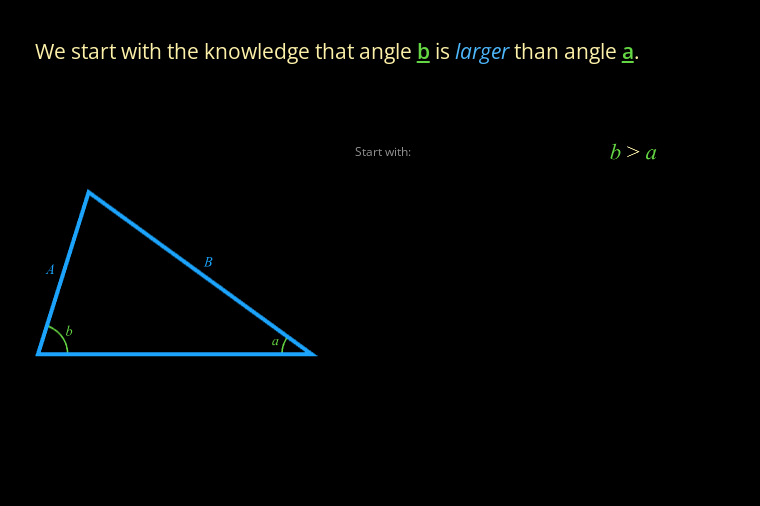 We start with the knowledge that angle b is larger than angle a.
Start with:
b > a
A
B
b
a